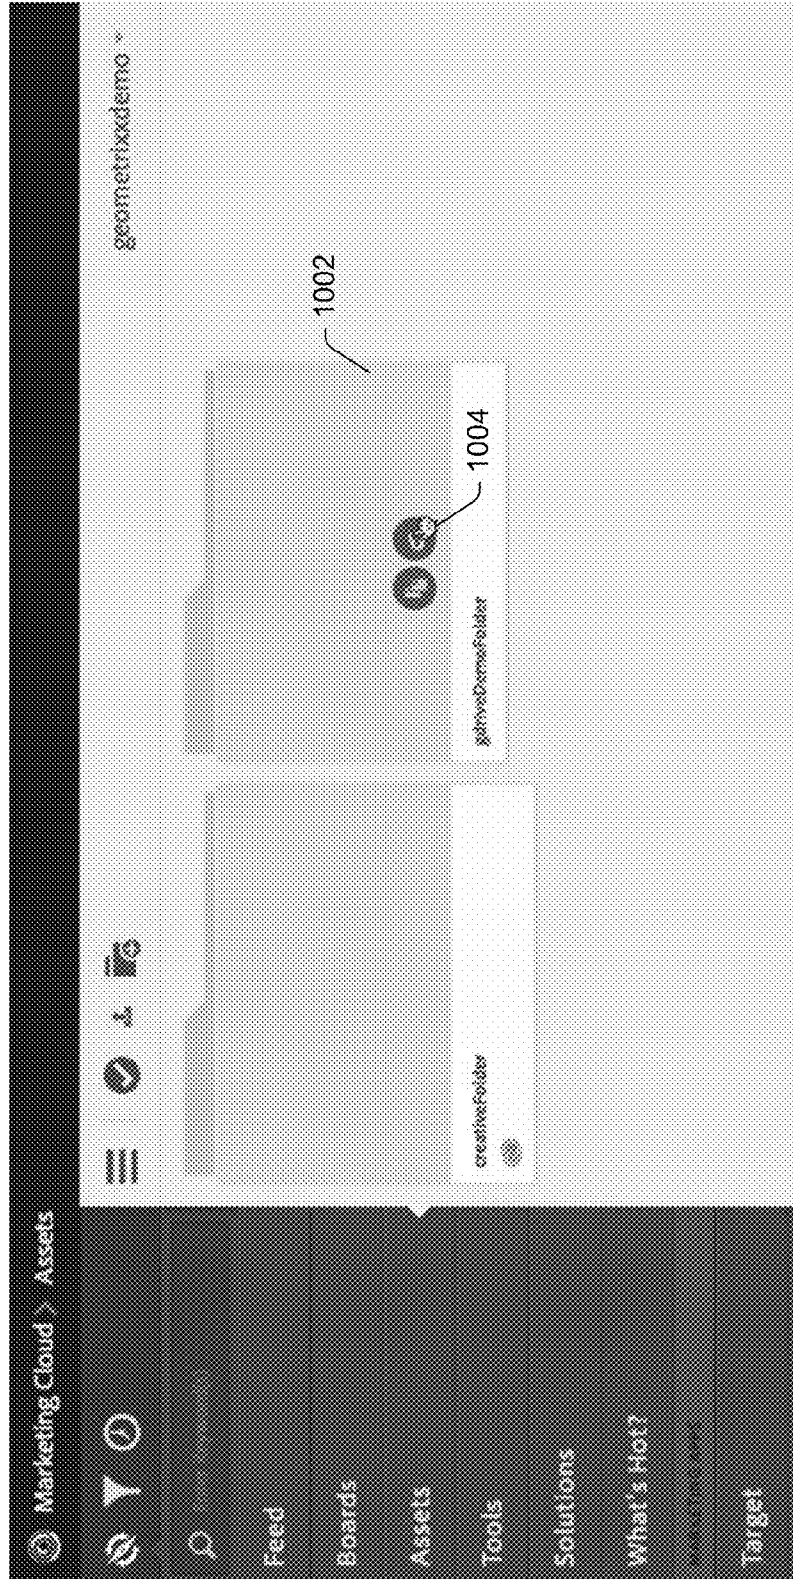 Marketing Cloud > Assets
geometrixxdemo
Feed
Boards
Assets
Tools
Solutions
What's Hot?
Target
creativeFolder
gdriveDemoFolder
1002
1004